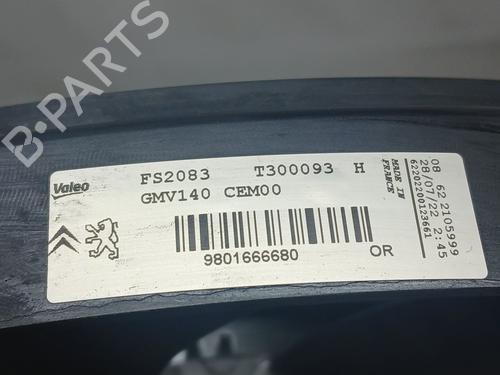 B-PARTS
Valeo
FS2083 T300093 H
GMV140 CEM00
9801666680
OR
MADE IN
FRANCE
62202200123661
08 62 2105999
28/07/22 2:45